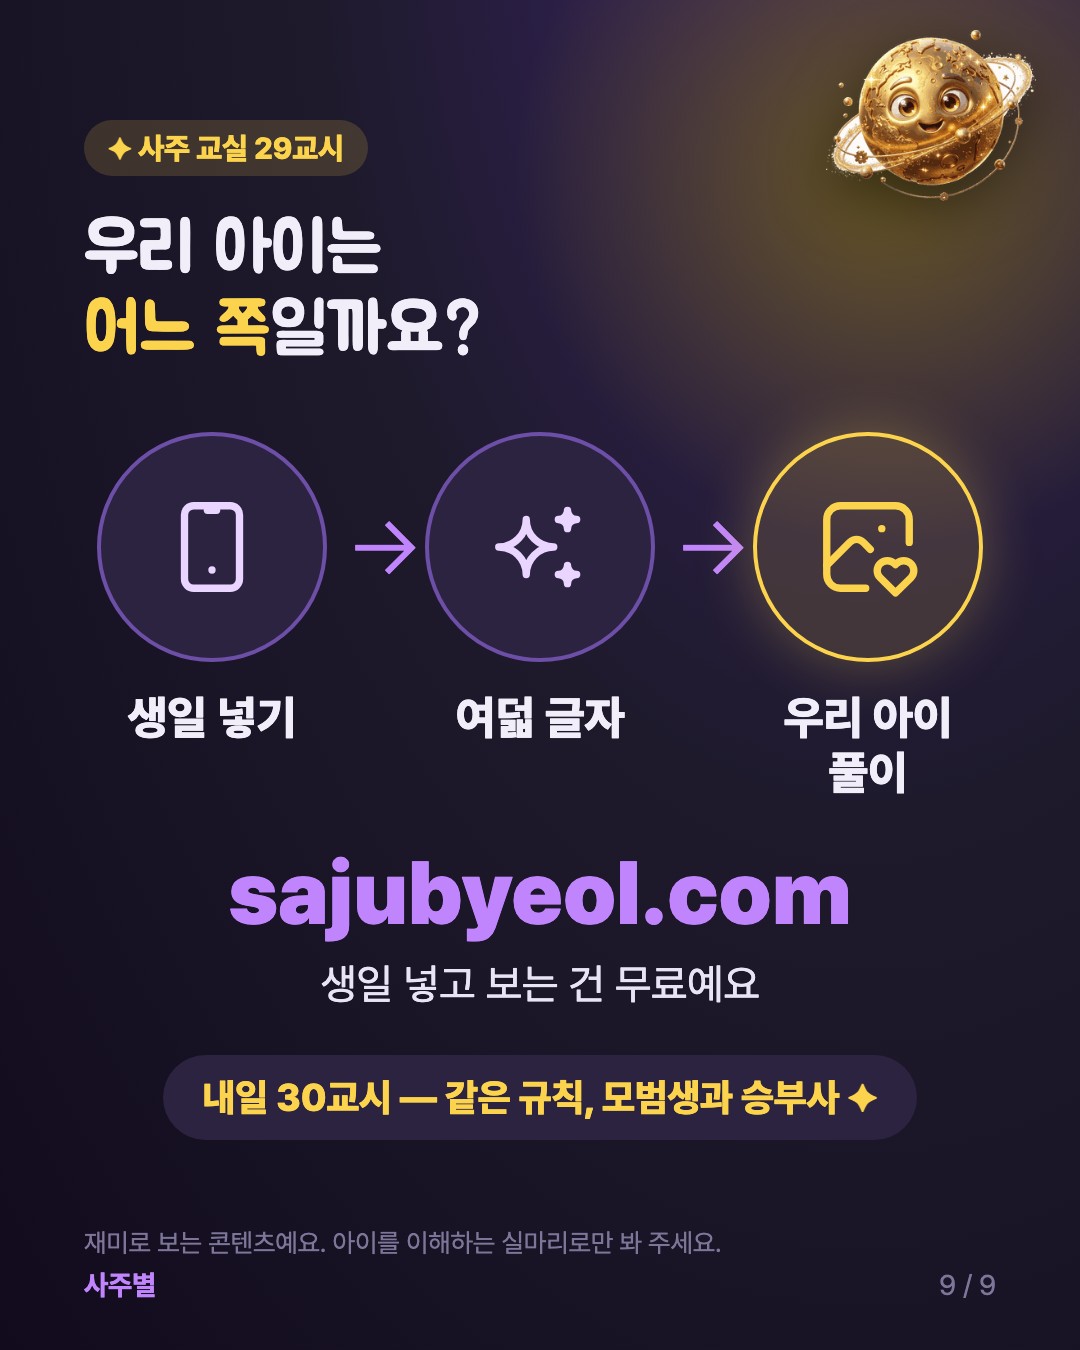 ✦ 사주 교실 29교시
우리 아이는
어느 쪽일까요?
생일 넣기
여덟 글자
우리 아이
풀이
sajubyeol.com
생일 넣고 보는 건 무료예요
내일 30교시 — 같은 규칙, 모범생과 승부사 ✦
재미로 보는 콘텐츠예요. 아이를 이해하는 실마리로만 봐 주세요.
사주별
9 / 9